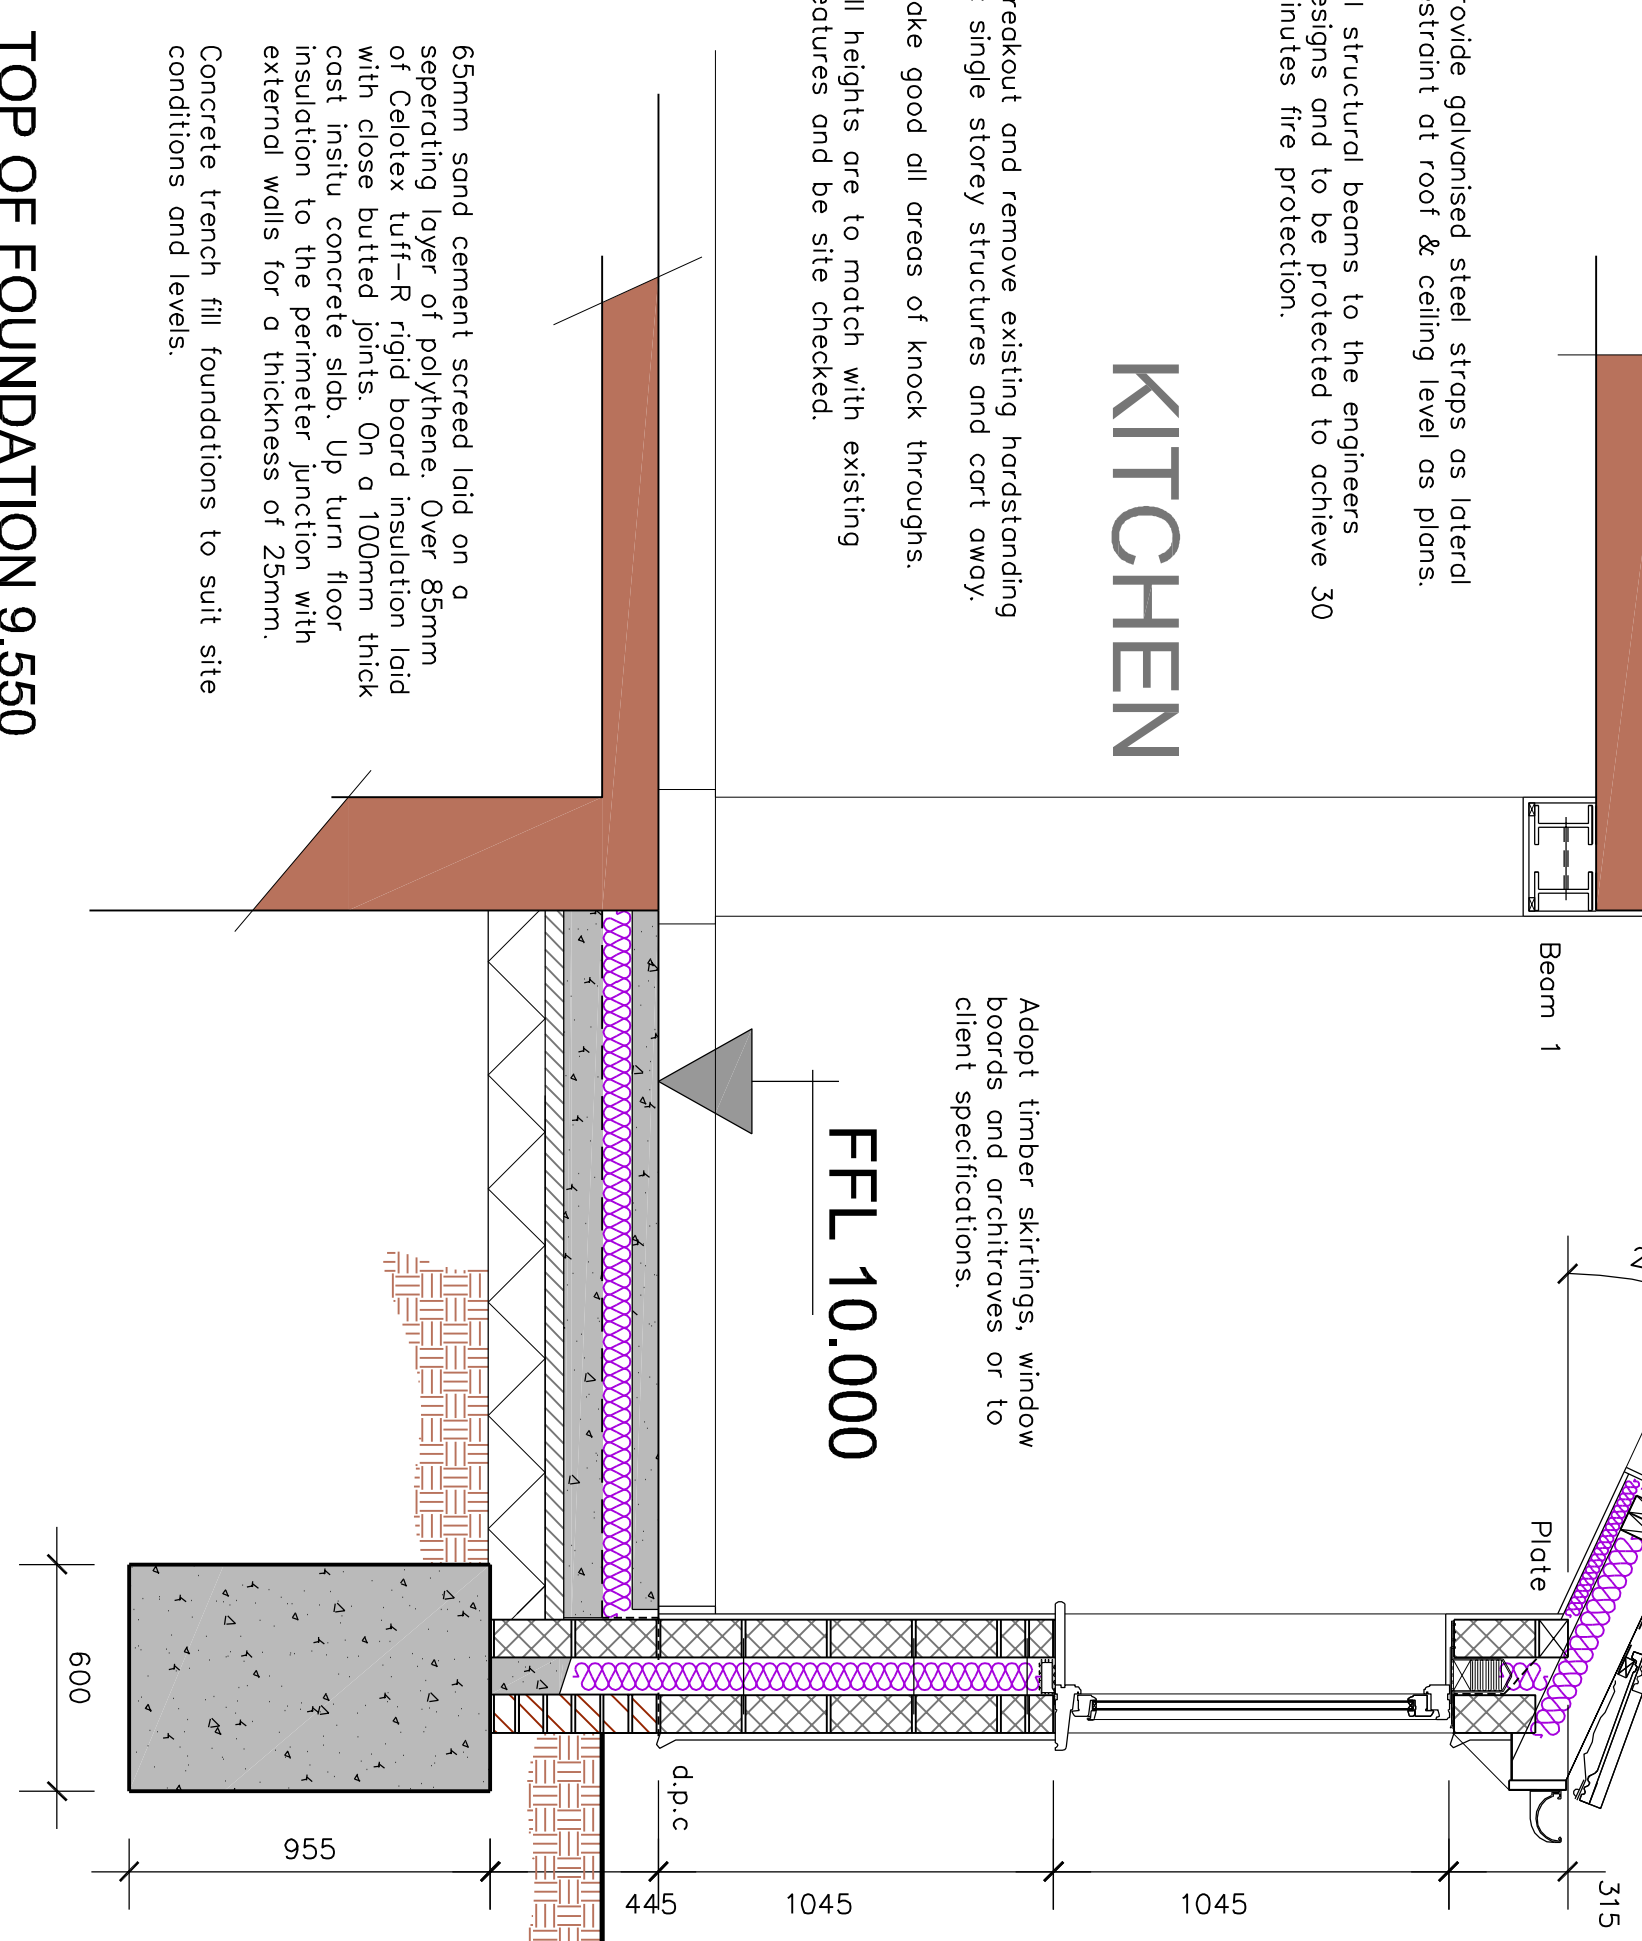 rovide galvanised steel straps as lateral
straint at roof & ceiling level as plans.
l structural beams to the engineers
esigns and to be protected to achieve 30
inutes fire protection.
KITCHEN
reakout and remove existing hardstanding
single storey structures and cart away.
ake good all areas of knock throughs.
ll heights are to match with existing
eatures and be site checked.
65mm sand cement screed laid on a
seperating layer of polythene. Over 85mm
of Celotex tuff-R rigid board insulation laid
with close butted joints. On a 100mm thick
cast insitu concrete slab. Up turn floor
insulation to the perimeter junction with
external walls for a thickness of 25mm.
Concrete trench fill foundations to suit site
conditions and levels.
TOP OF FOUNDATION 9.550
Beam 1
Adopt timber skirtings, window
boards and architraves or to
client specifications.
FFL 10.000
Plate
d.p.c
315
1045
1045
445
955
600